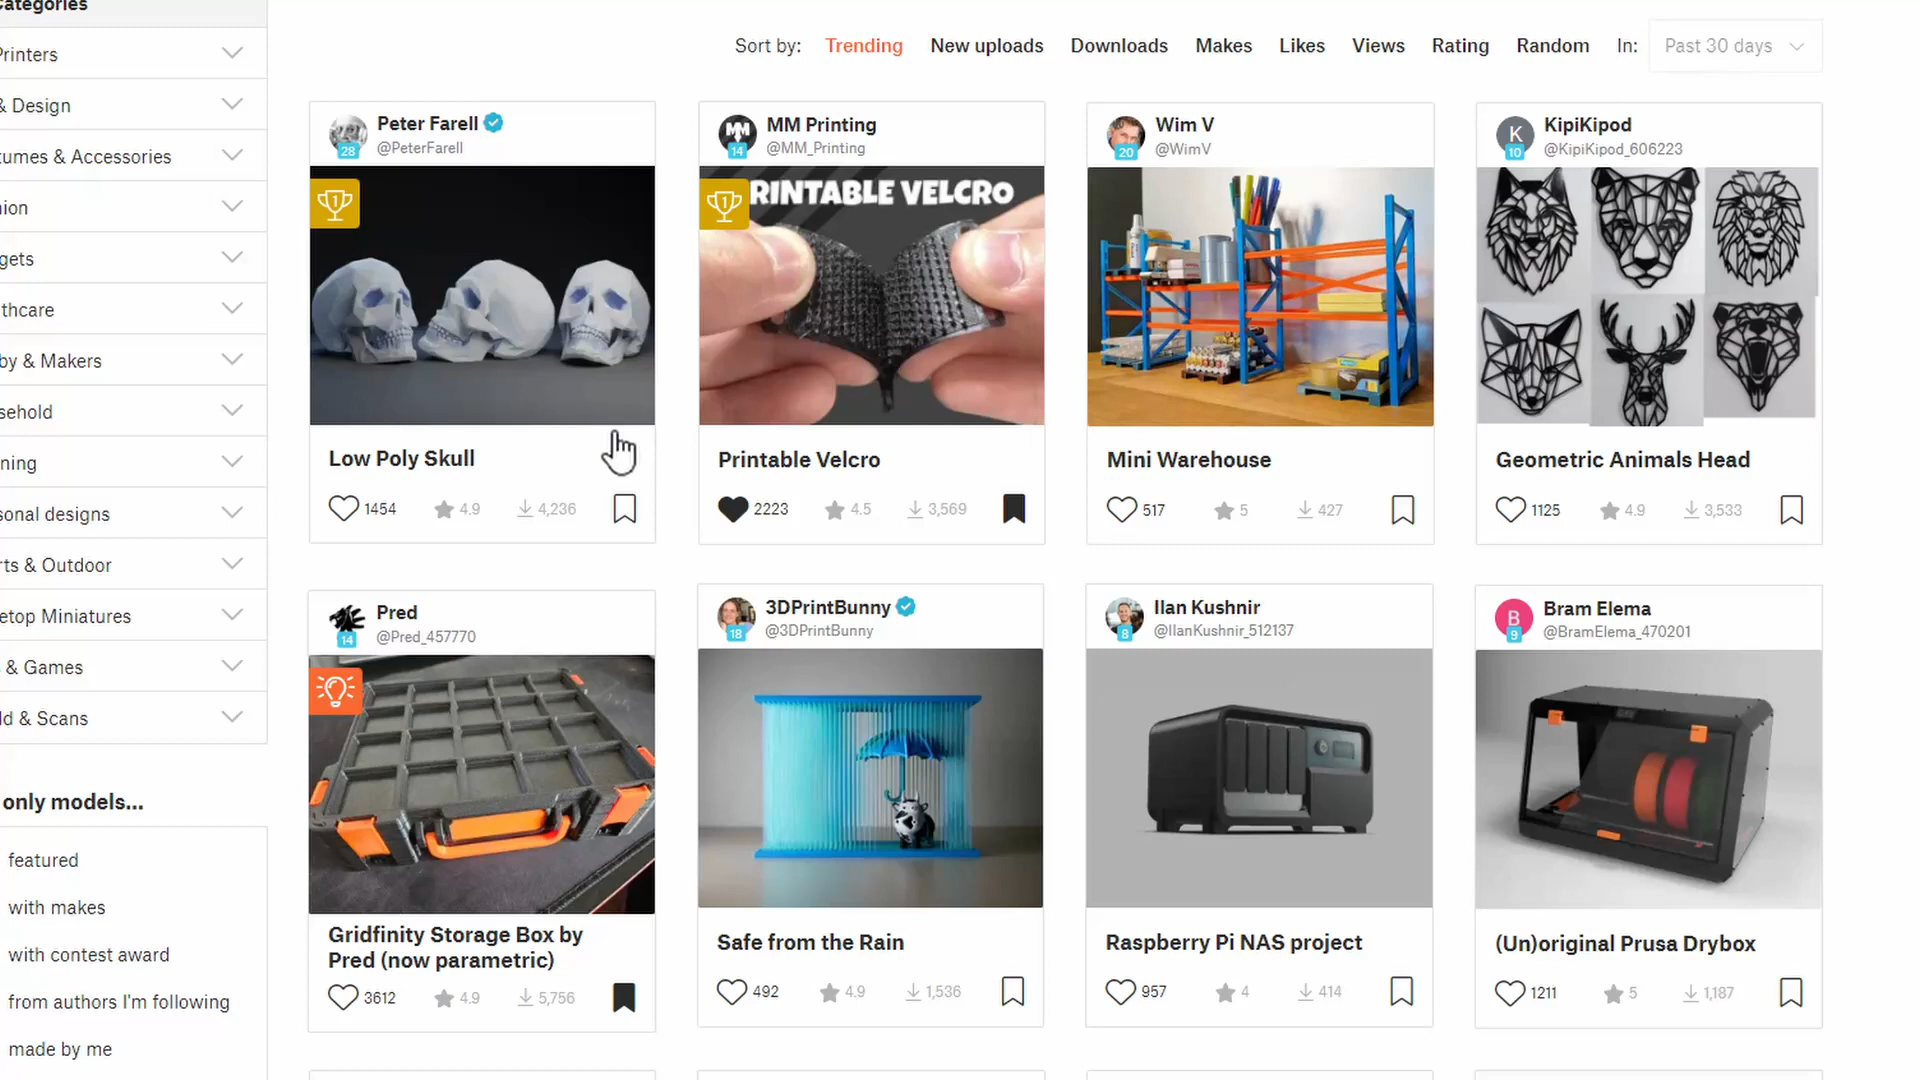 Categories
Printers
& Design
tumes & Accessories
hion
gets
thcare
by & Makers
sehold
ning
sonal designs
rts & Outdoor
etop Miniatures
s & Games
ld & Scans
only models...
featured
with makes
with contest award
from authors I'm following
made by me
Sort by: Trending New uploads Downloads Makes Likes Views Rating Random In: Past 30 days
Peter Farell
@PeterFarell
28
1
Low Poly Skull
1454 4.9 4,236
MM Printing
@MM_Printing
14
1
RINTABLE VELCRO
Printable Velcro
2223 4.5 3,569
Wim V
@WimV
20
Mini Warehouse
517 5 427
K
KipiKipod
@KipiKipod_606223
10
Geometric Animals Head
1125 4.9 3,533
Pred
@Pred_457770
14
Gridfinity Storage Box by
Pred (now parametric)
3612 4.9 5,756
3DPrintBunny
@3DPrintBunny
18
Safe from the Rain
492 4.9 1,536
Ilan Kushnir
@IlanKushnir_512137
8
Raspberry Pi NAS project
957 4 414
B
Bram Elema
@BramElema_470201
9
(Un)original Prusa Drybox
1211 5 1,187